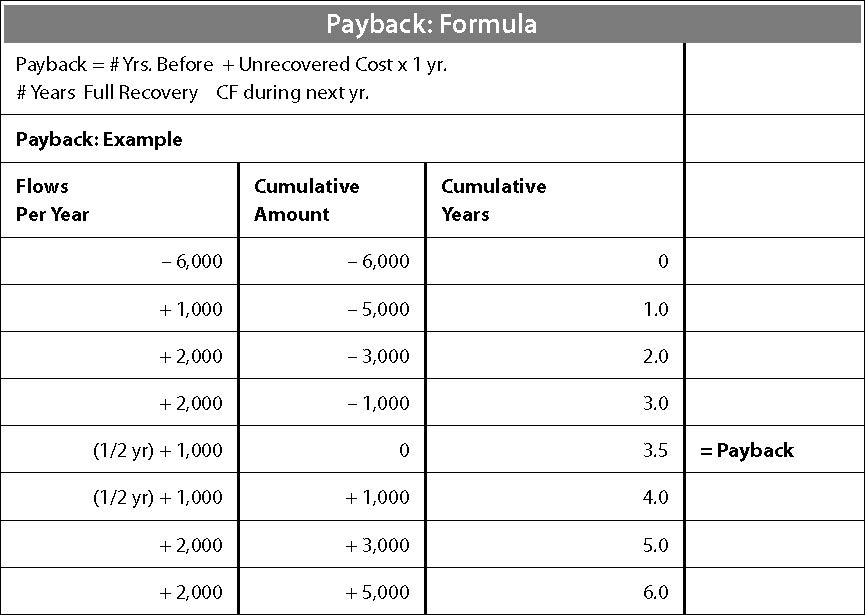 Payback: Formula
Payback = # Yrs. Before + Unrecovered Cost x 1 yr.
# Years Full Recovery CF during next yr.
Payback: Example
Flows Per Year Cumulative Amount Cumulative Years
– 6,000 – 6,000 0
+ 1,000 – 5,000 1.0
+ 2,000 – 3,000 2.0
+ 2,000 – 1,000 3.0
(1/2 yr) + 1,000 0 3.5 = Payback
(1/2 yr) + 1,000 + 1,000 4.0
+ 2,000 + 3,000 5.0
+ 2,000 + 5,000 6.0